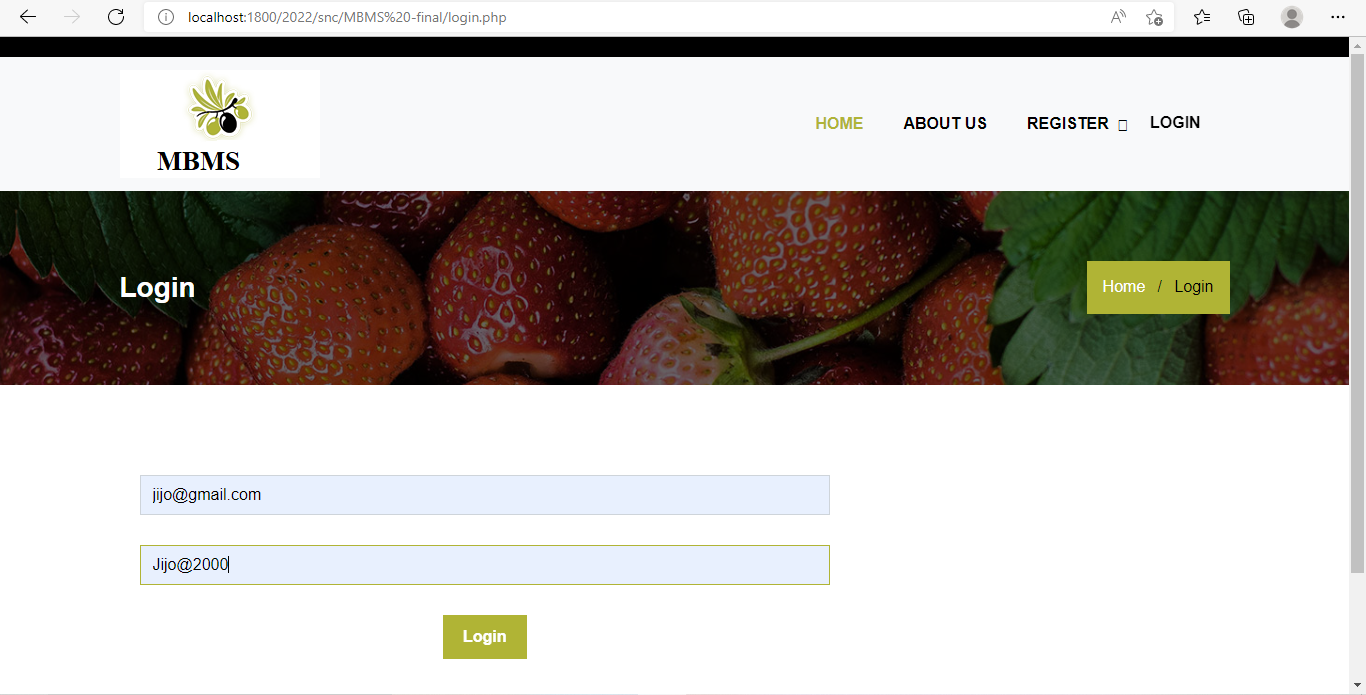 localhost:1800/2022/snc/MBMS%20-final/login.php
MBMS
HOME ABOUT US REGISTER LOGIN
Login
Home / Login
jijo@gmail.com
Jijo@2000
Login